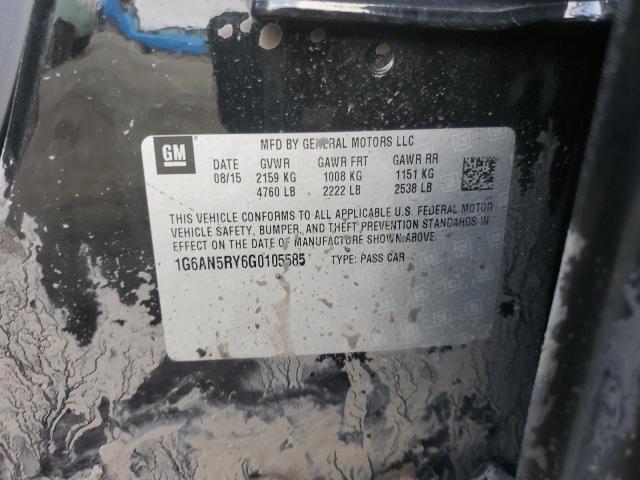 GM
MFD BY GENERAL MOTORS LLC
DATE GVWR GAWR FRT GAWR RR
08/15 2159 KG 1008 KG 1151 KG
4760 LB 2222 LB 2538 LB
THIS VEHICLE CONFORMS TO ALL APPLICABLE U.S. FEDERAL MOTOR
VEHICLE SAFETY, BUMPER, AND THEFT PREVENTION STANDARDS IN
EFFECT ON THE DATE OF MANUFACTURE SHOWN ABOVE.
1G6AN5RY6G0105585 TYPE: PASS CAR